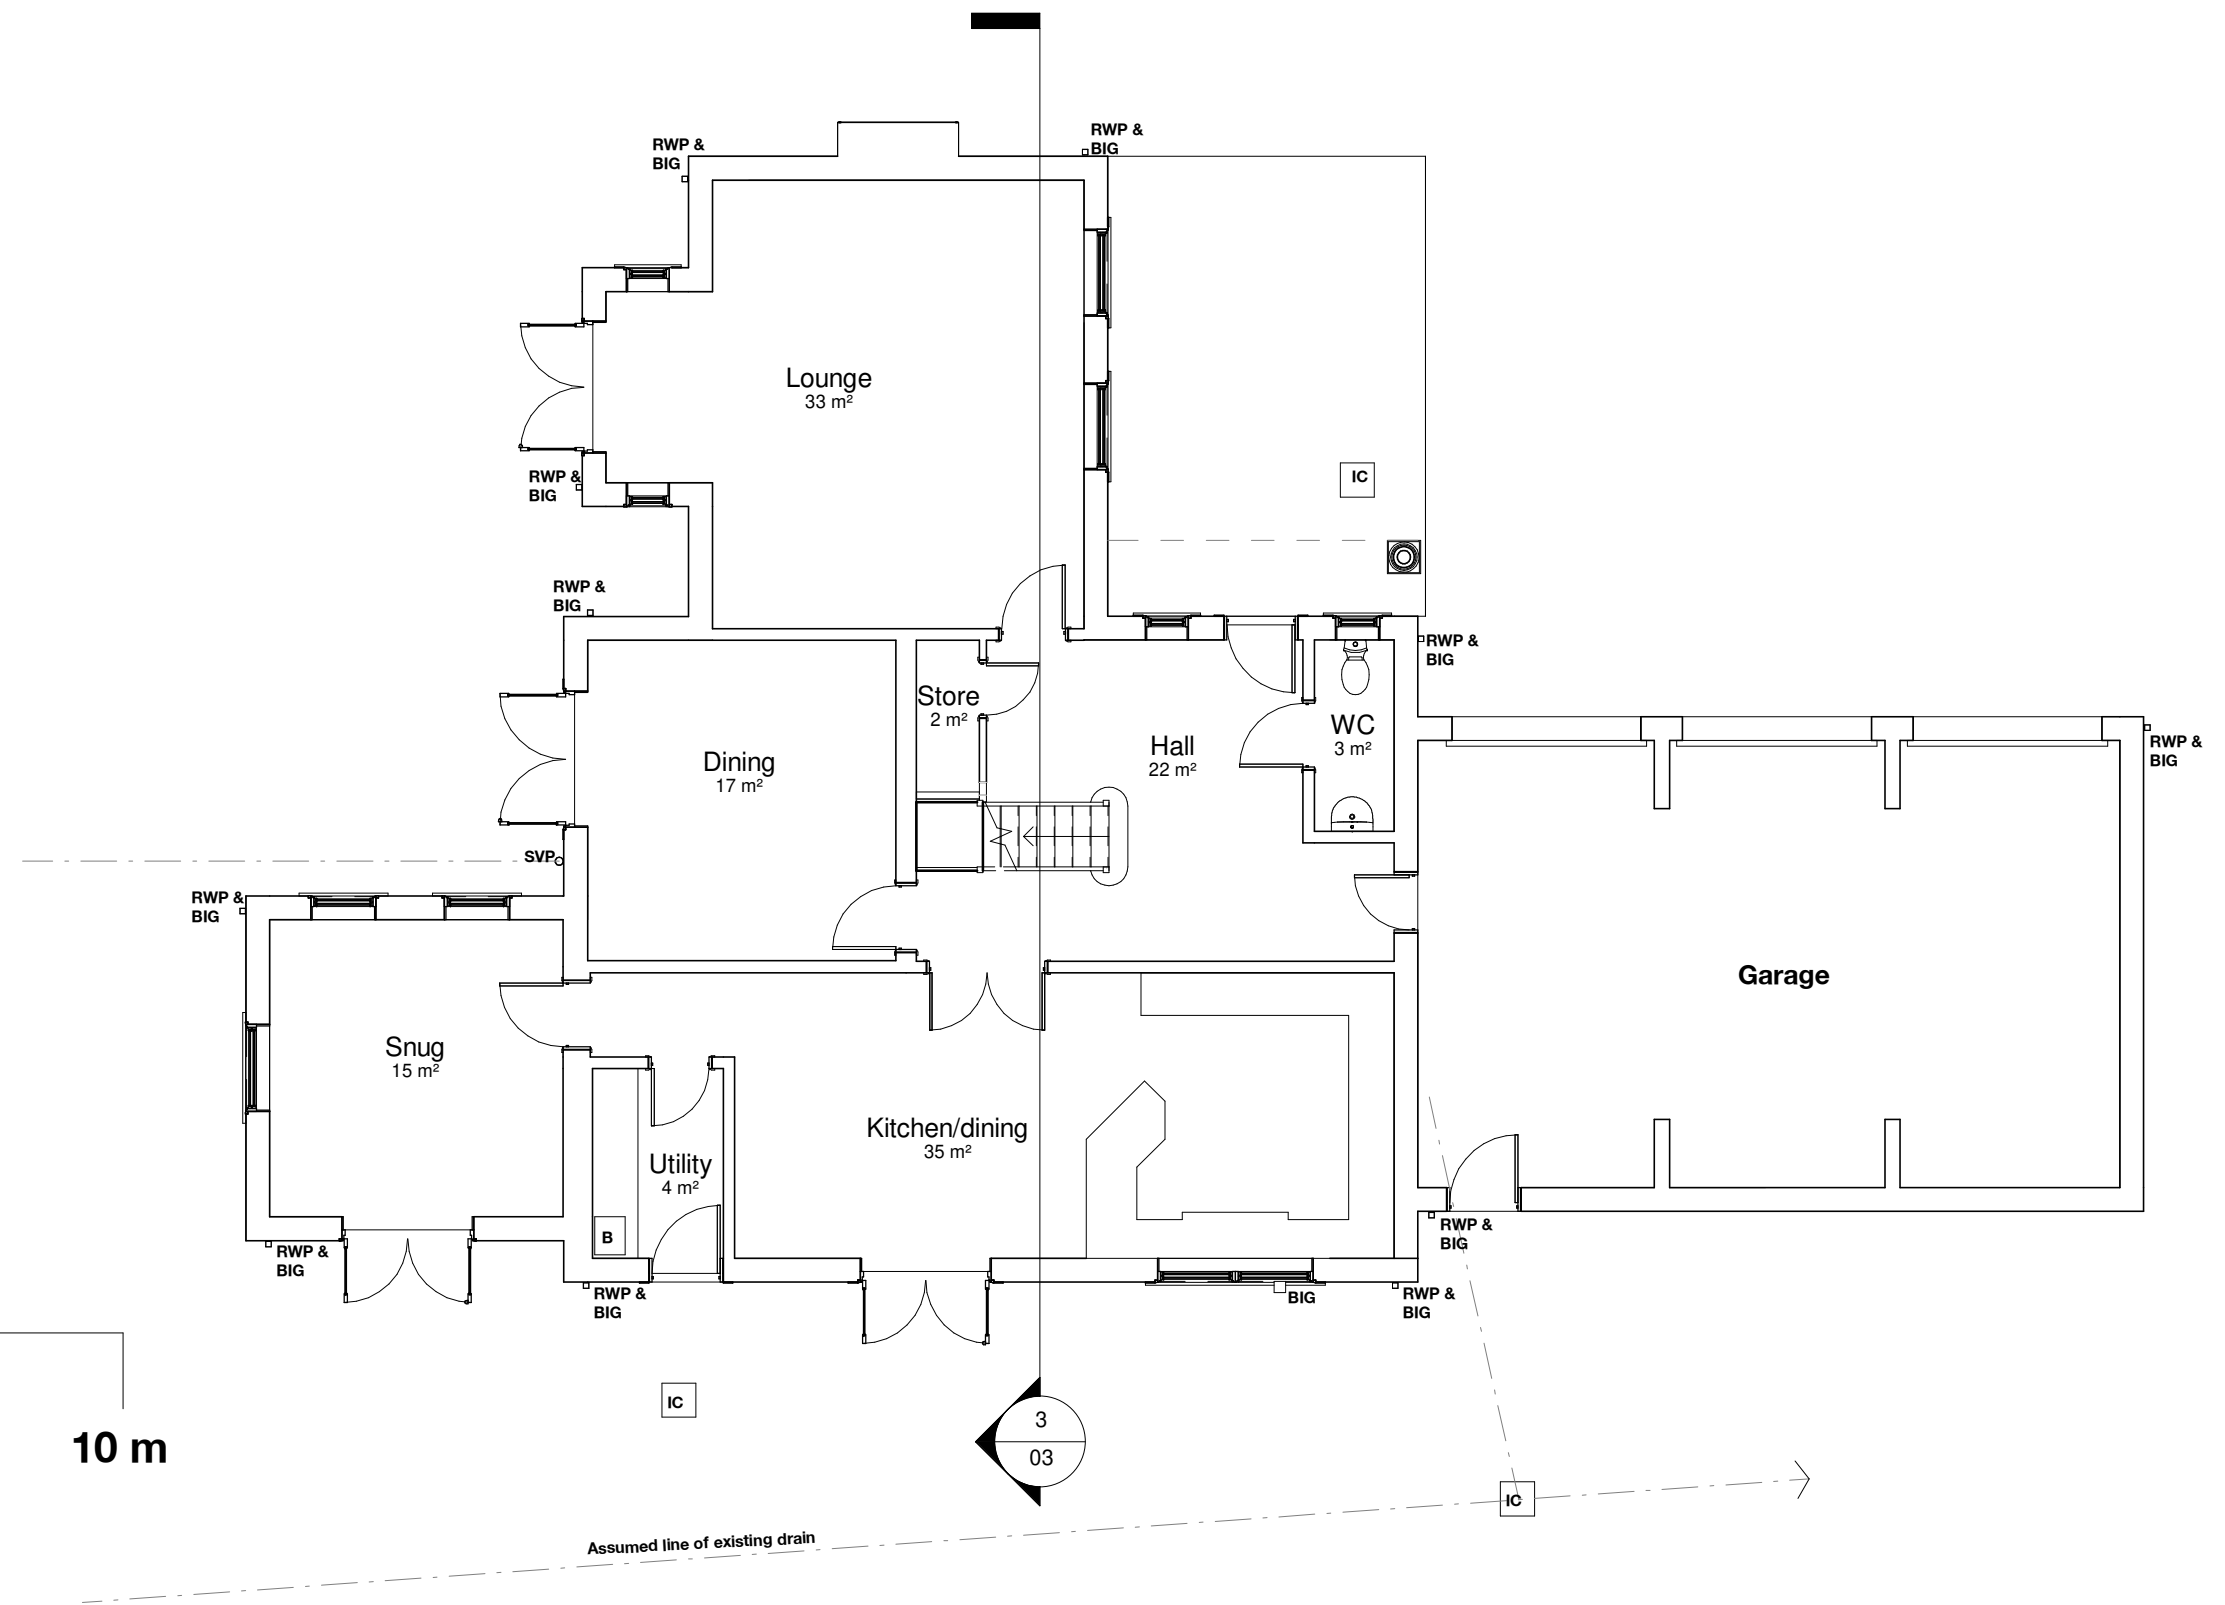 RWP &
BIG
RWP &
BIG
Lounge
33 m²
RWP &
BIG
IC
RWP &
BIG
RWP &
BIG
Store
2 m²
WC
3 m²
Hall
22 m²
Dining
17 m²
RWP &
BIG
SVP
RWP &
BIG
Garage
Snug
15 m²
Kitchen/dining
35 m²
Utility
4 m²
B
RWP &
BIG
RWP &
BIG
RWP &
BIG
BIG
RWP &
BIG
IC
3
03
10 m
IC
Assumed line of existing drain